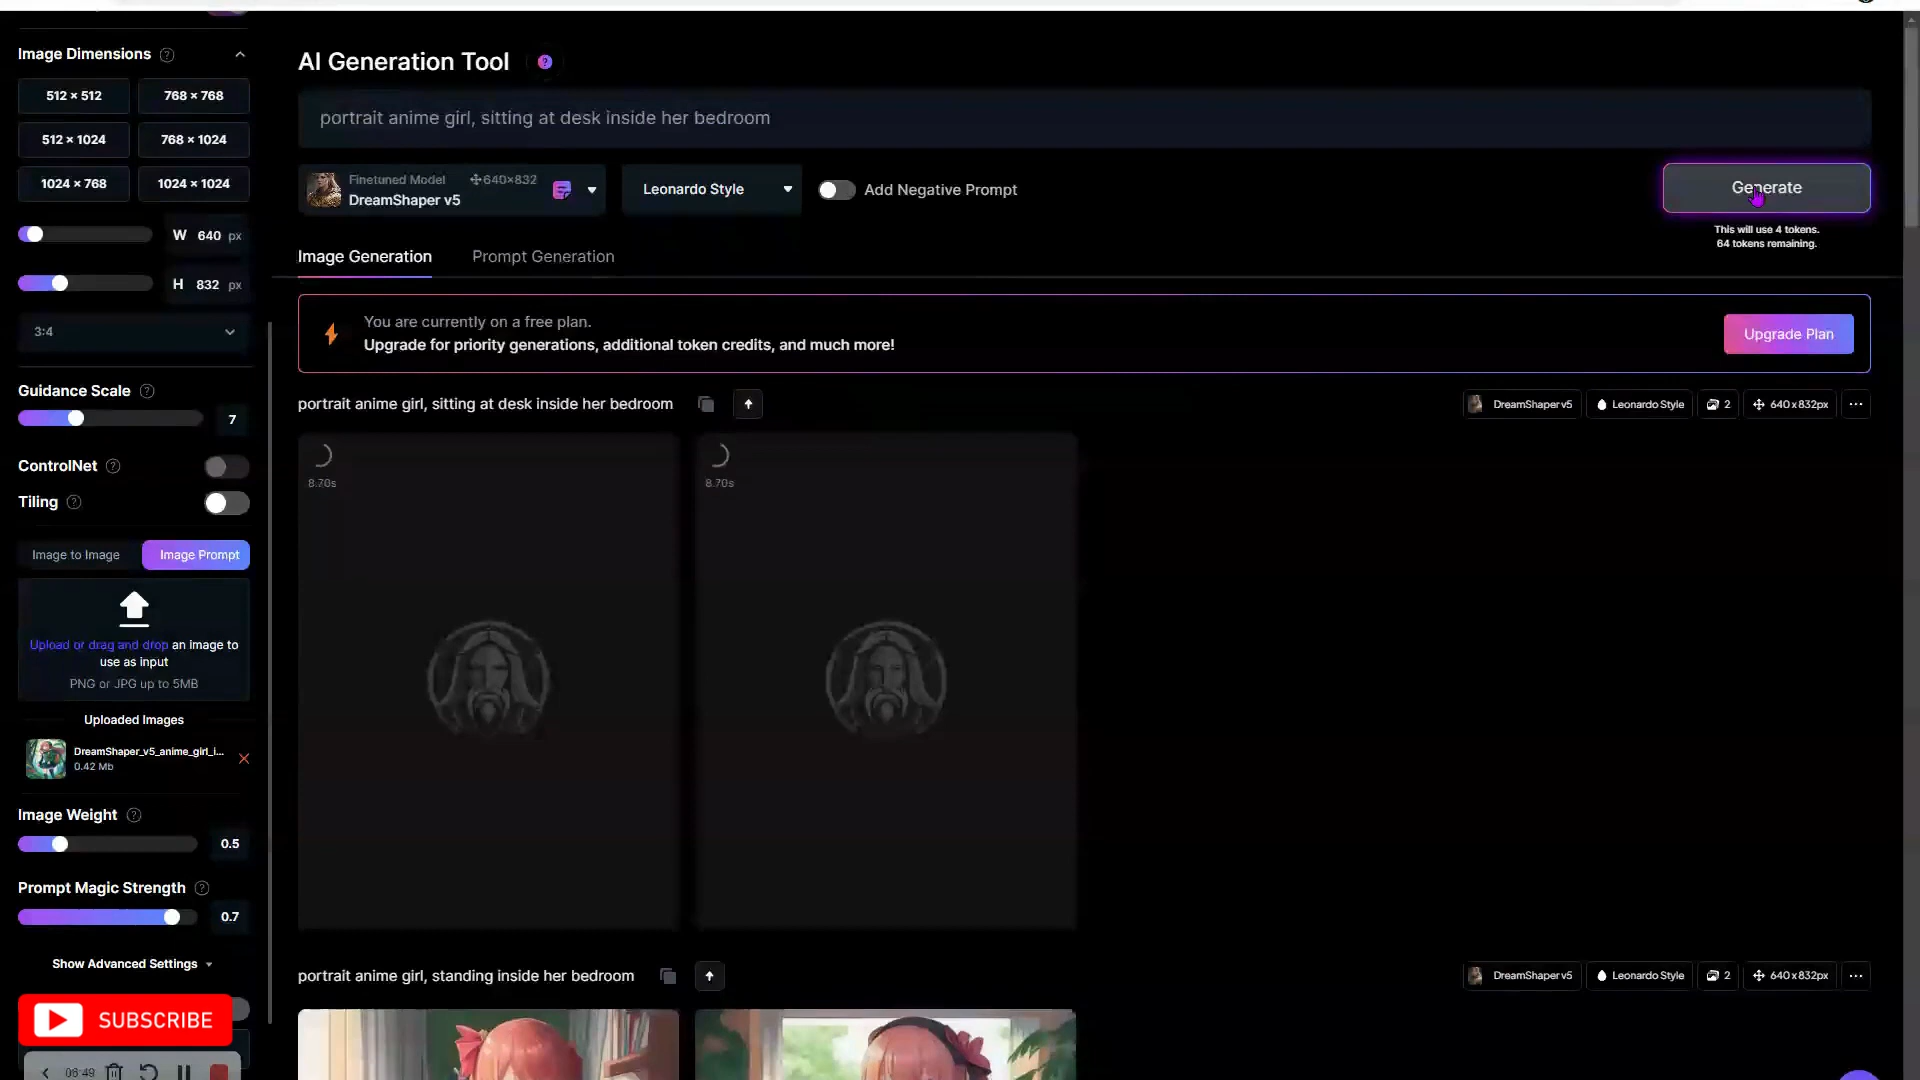 Image Dimensions
512 × 512
768 × 768
512 × 1024
768 × 1024
1024 × 768
1024 × 1024
W 640 px
H 832 px
3:4
Guidance Scale
7
ControlNet
Tiling
Image to Image
Image Prompt
Upload or drag and drop an image to
use as input
PNG or JPG up to 5MB
Uploaded Images
DreamShaper_v5_anime_girl_i...
0.42 Mb
Image Weight
0.5
Prompt Magic Strength
0.7
Show Advanced Settings
SUBSCRIBE
06:49
AI Generation Tool
portrait anime girl, sitting at desk inside her bedroom
Finetuned Model
640×832
DreamShaper v5
Leonardo Style
Add Negative Prompt
Generate
This will use 4 tokens.
64 tokens remaining.
Image Generation
Prompt Generation
You are currently on a free plan.
Upgrade for priority generations, additional token credits, and much more!
Upgrade Plan
portrait anime girl, sitting at desk inside her bedroom
DreamShaper v5
Leonardo Style
2
640 x 832px
8.70s
8.70s
portrait anime girl, standing inside her bedroom
DreamShaper v5
Leonardo Style
2
640 x 832px